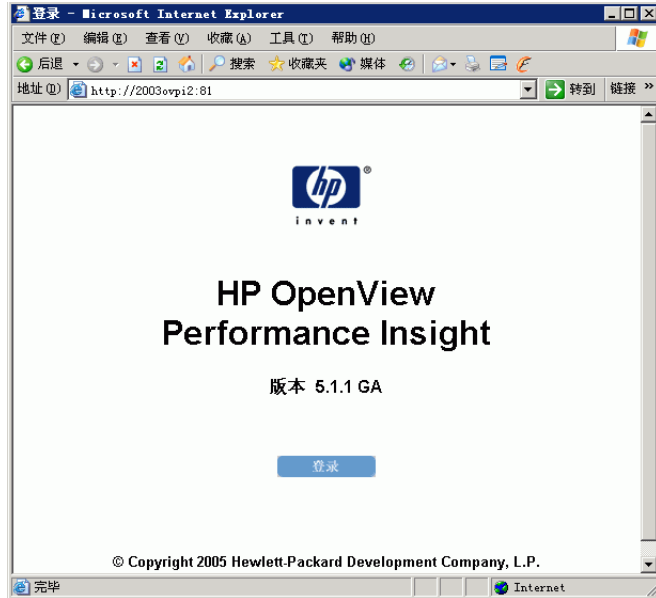 登录 - Microsoft Internet Explorer
文件(F) 编辑(E) 查看(V) 收藏(A) 工具(T) 帮助(H)
后退 搜索 收藏夹 媒体
地址(D) http://2003ovpi2:81 转到 链接 »
hp ®
invent
HP OpenView
Performance Insight
版本 5.1.1 GA
登录
© Copyright 2005 Hewlett-Packard Development Company, L.P.
完毕 Internet